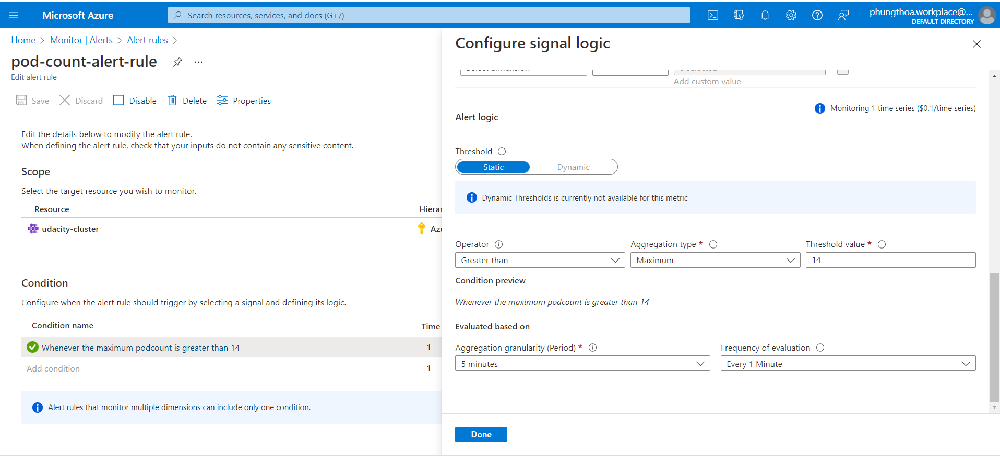 Microsoft Azure
Search resources, services, and docs (G+/)
phungthoa.workplace@...
DEFAULT DIRECTORY
Home > Monitor | Alerts > Alert rules >
pod-count-alert-rule
...
Edit alert rule
Save
Discard
Disable
Delete
Properties
Edit the details below to modify the alert rule.
When defining the alert rule, check that your inputs do not contain any sensitive content.
Scope
Select the target resource you wish to monitor.
Resource
Hierar
udacity-cluster
Azu
Condition
Configure when the alert rule should trigger by selecting a signal and defining its logic.
Condition name
Time
Whenever the maximum podcount is greater than 14
1
Add condition
1
Alert rules that monitor multiple dimensions can include only one condition.
Configure signal logic
Select dimension
0 selected
Add custom value
Monitoring 1 time series ($0.1/time series)
Alert logic
Threshold
Static
Dynamic
Dynamic Thresholds is currently not available for this metric
Operator
Aggregation type *
Threshold value *
Greater than
Maximum
14
Condition preview
Whenever the maximum podcount is greater than 14
Evaluated based on
Aggregation granularity (Period) *
Frequency of evaluation
5 minutes
Every 1 Minute
Done